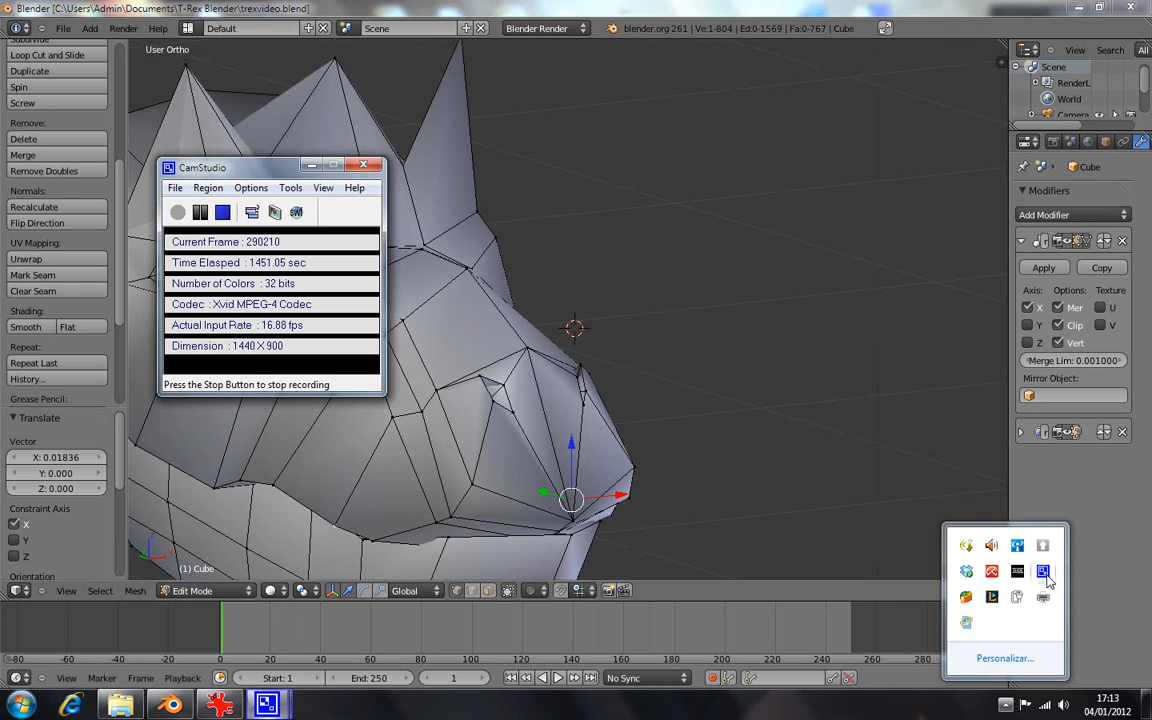 Blender [C:\Users\Admin\Documents\T-Rex Blender\trexvideo.blend]
File Add Render Help
Default
Scene
Blender Render
blender.org 261 | Ve:1-804 | Ed:0-1569 | Fa:0-767 | Cube
View Search All
User Ortho
Loop Cut and Slide
Duplicate
Spin
Screw
Remove:
Delete
Merge
Remove Doubles
Normals:
Recalculate
Flip Direction
UV Mapping:
Unwrap
Mark Seam
Clear Seam
Shading:
Smooth Flat
Repeat:
Repeat Last
History...
Grease Pencil:
Translate
Vector
X: 0.01836
Y: 0.000
Z: 0.000
Constraint Axis
X
Y
Z
Orientation
CamStudio
File Region Options Tools View Help
Current Frame : 290210
Time Elasped : 1451.05 sec
Number of Colors : 32 bits
Codec : Xvid MPEG-4 Codec
Actual Input Rate : 16.88 fps
Dimension : 1440 X 900
Press the Stop Button to stop recording
Scene
RenderL
World
Camera
Cube
Modifiers
Add Modifier
Apply Copy
Axis: Options: Texture
X Mer U
Y Clip V
Z Vert
Merge Lim: 0.001000
Mirror Object:
(1) Cube
View Select Mesh Edit Mode Global
Personalizar...
-80 -60 -40 -20 0 20 40 60 80 100 120 140 160 180 200 220 240 260 280
View Marker Frame Playback Start: 1 End: 250 1 No Sync
17:13
04/01/2012